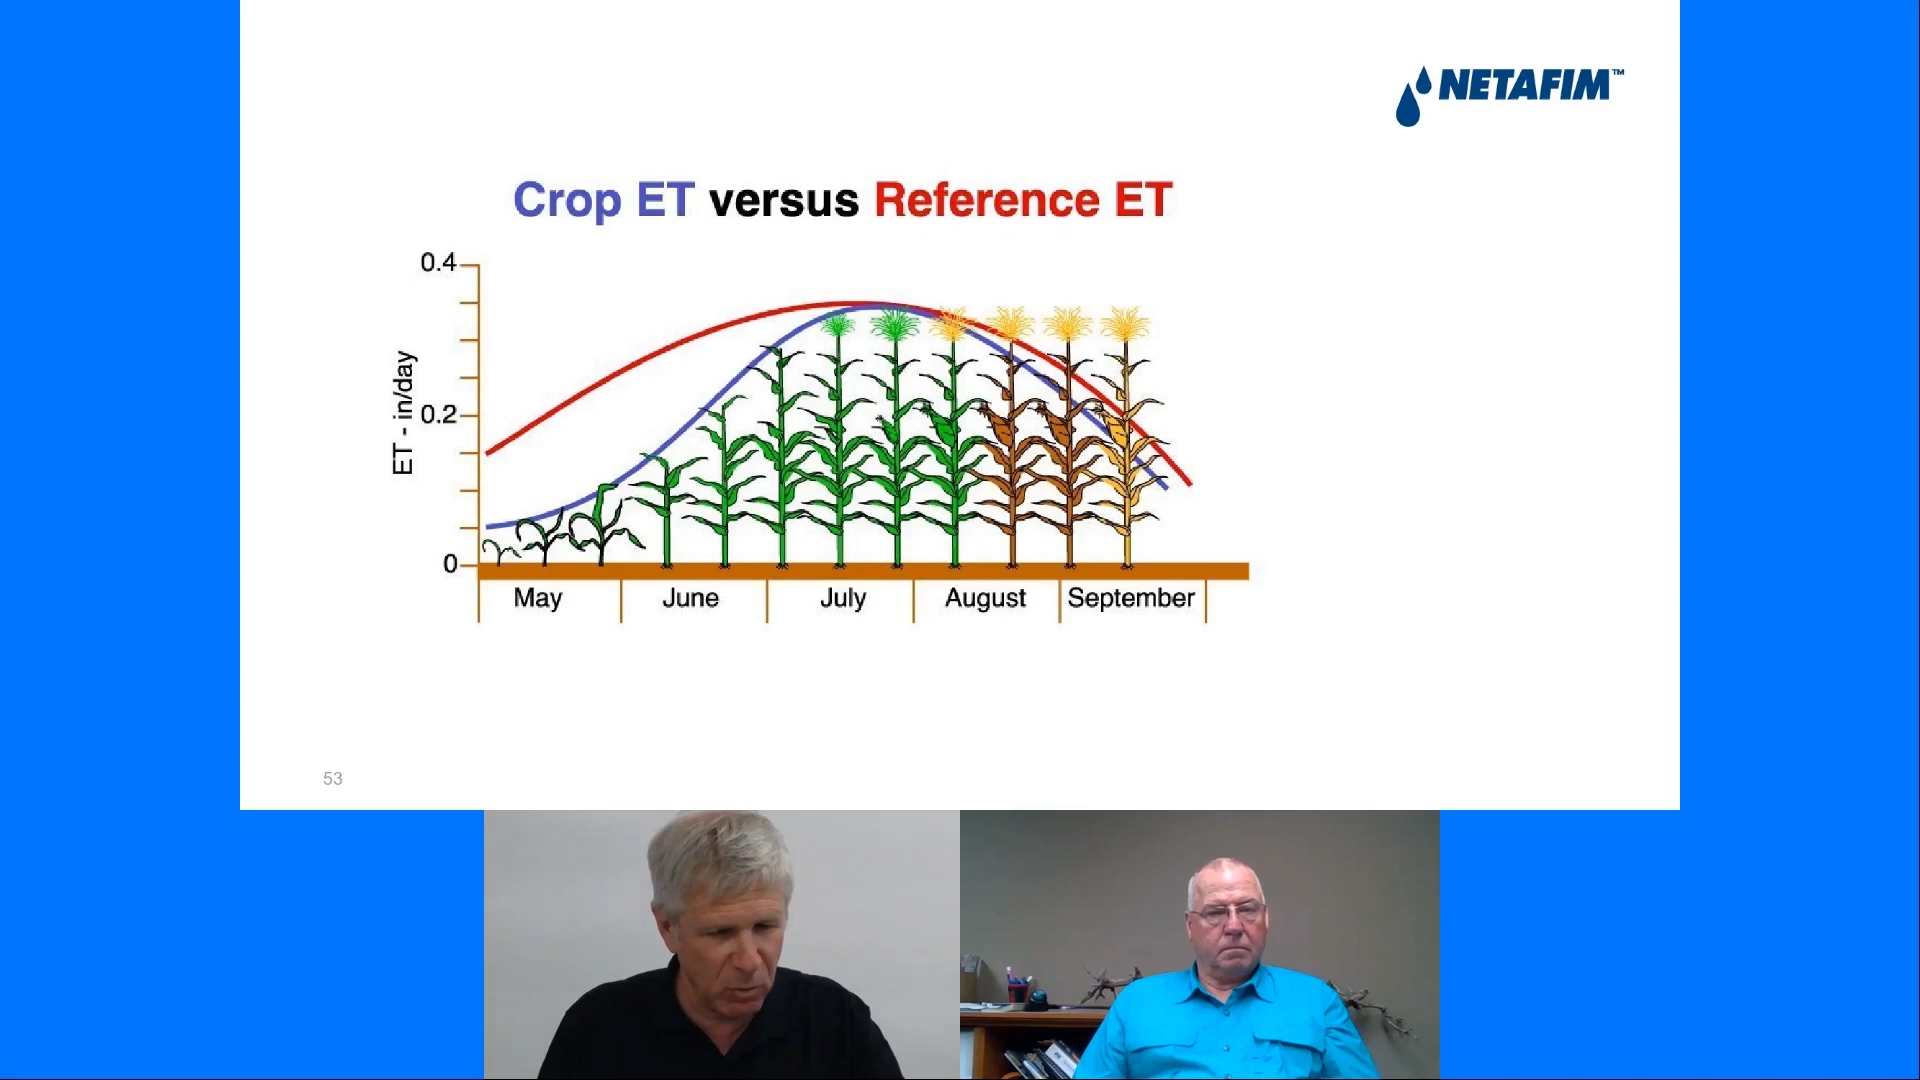 NETAFIM™
Crop ET versus Reference ET
0.4
0.2
0
ET - in/day
May June July August September
53